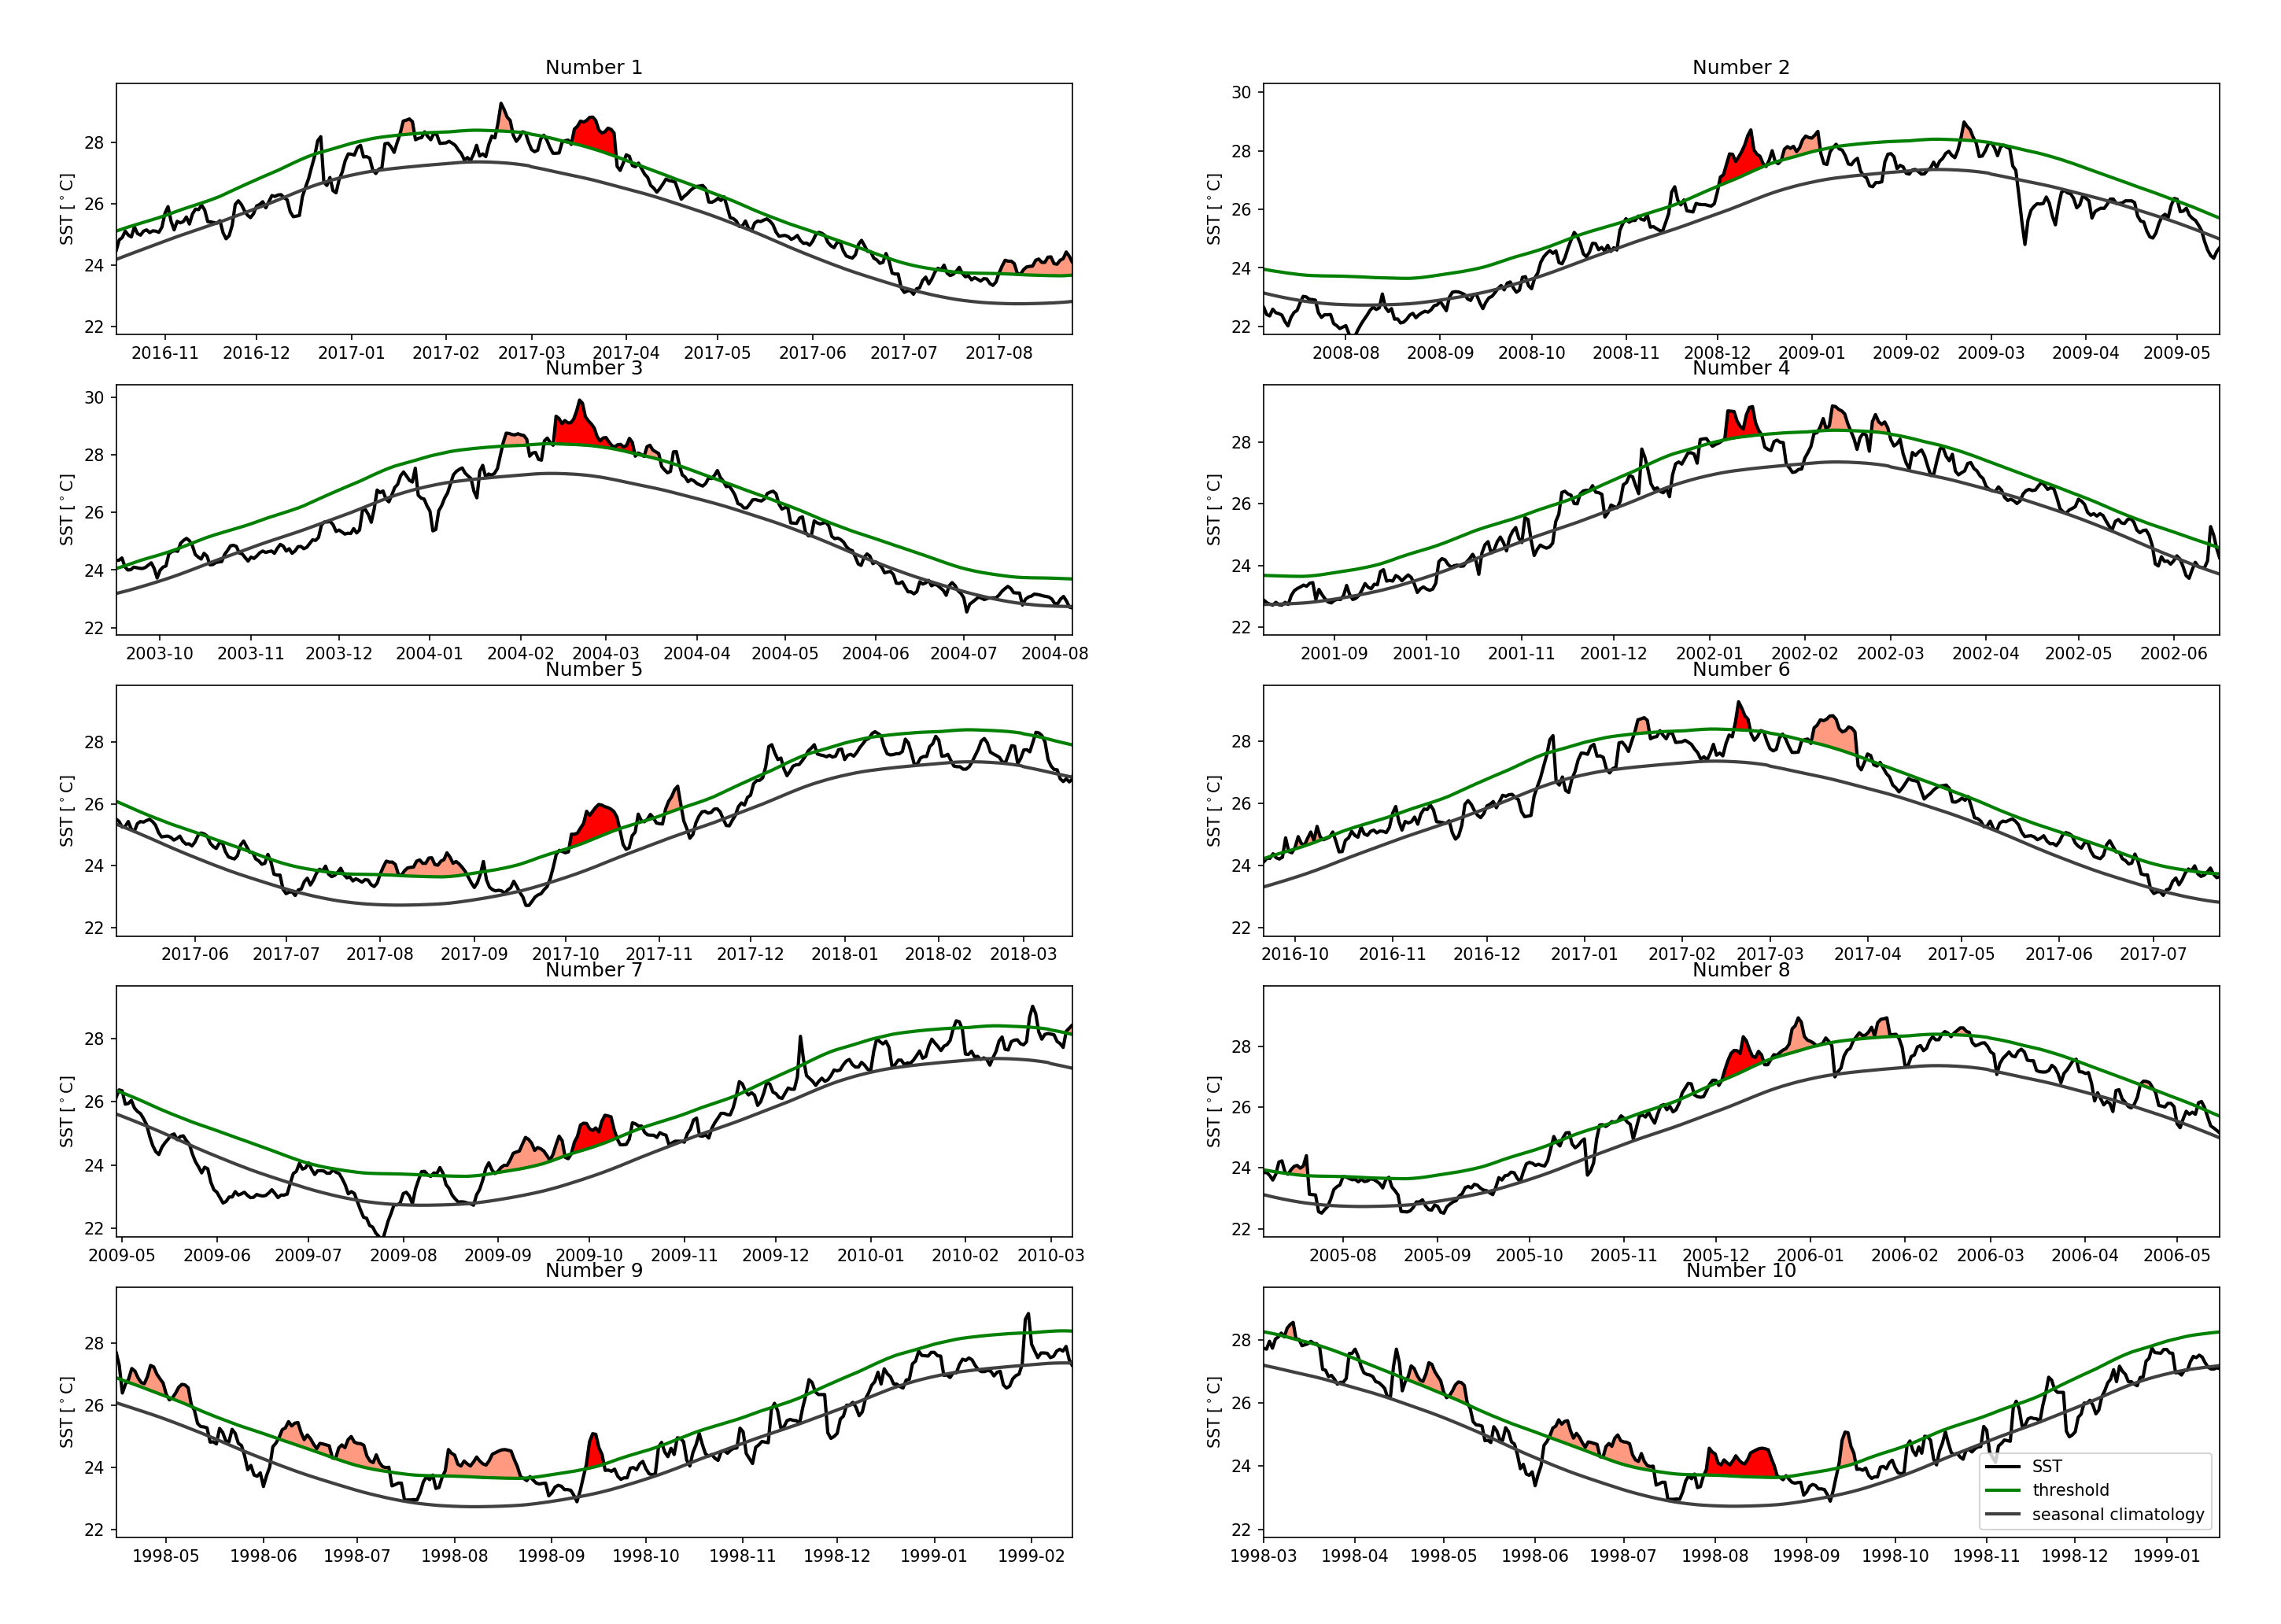 Number 1
SST [°C]
28
26
24
22
2016-11 2016-12 2017-01 2017-02 2017-03 2017-04 2017-05 2017-06 2017-07 2017-08
Number 2
SST [°C]
30
28
26
24
22
2008-08 2008-09 2008-10 2008-11 2008-12 2009-01 2009-02 2009-03 2009-04 2009-05
Number 3
SST [°C]
30
28
26
24
22
2003-10 2003-11 2003-12 2004-01 2004-02 2004-03 2004-04 2004-05 2004-06 2004-07 2004-08
Number 4
SST [°C]
28
26
24
22
2001-09 2001-10 2001-11 2001-12 2002-01 2002-02 2002-03 2002-04 2002-05 2002-06
Number 5
SST [°C]
28
26
24
22
2017-06 2017-07 2017-08 2017-09 2017-10 2017-11 2017-12 2018-01 2018-02 2018-03
Number 6
SST [°C]
28
26
24
22
2016-10 2016-11 2016-12 2017-01 2017-02 2017-03 2017-04 2017-05 2017-06 2017-07
Number 7
SST [°C]
28
26
24
22
2009-05 2009-06 2009-07 2009-08 2009-09 2009-10 2009-11 2009-12 2010-01 2010-02 2010-03
Number 8
SST [°C]
28
26
24
22
2005-08 2005-09 2005-10 2005-11 2005-12 2006-01 2006-02 2006-03 2006-04 2006-05
Number 9
SST [°C]
28
26
24
22
1998-05 1998-06 1998-07 1998-08 1998-09 1998-10 1998-11 1998-12 1999-01 1999-02
Number 10
SST [°C]
28
26
24
22
SST
threshold
seasonal climatology
1998-03 1998-04 1998-05 1998-06 1998-07 1998-08 1998-09 1998-10 1998-11 1998-12 1999-01